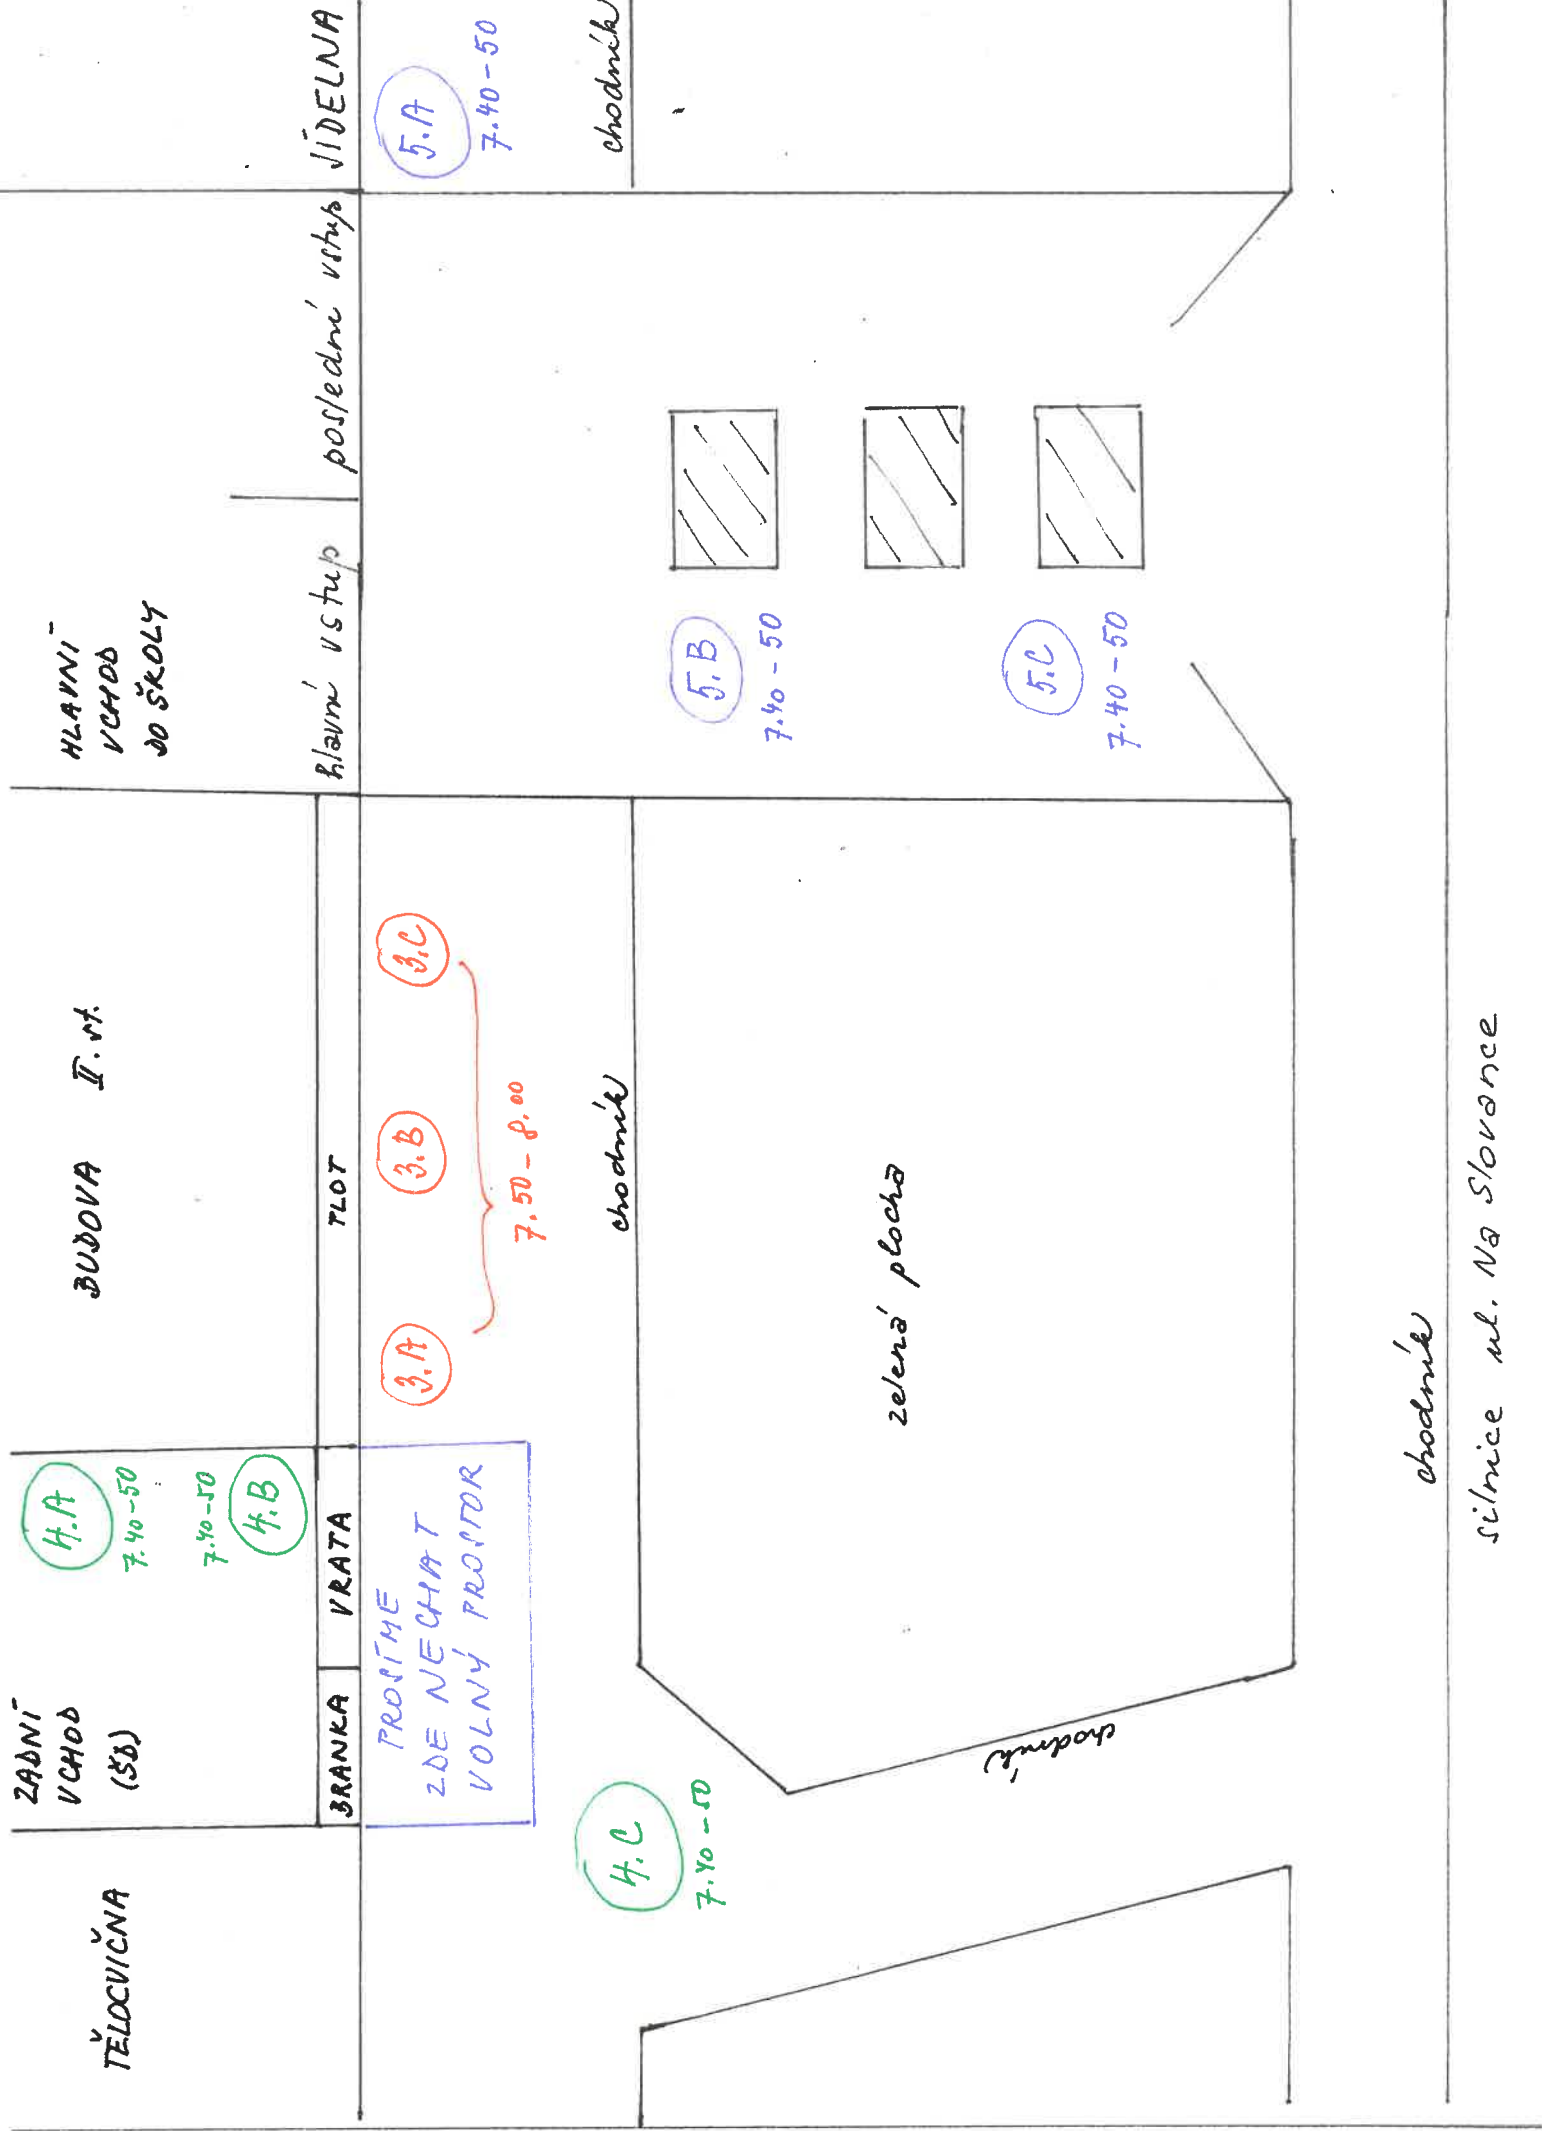 TĚLOCVIČNA
ZADNÍ
VCHOD
(ŠD)
4.A
7.40-50
7.40-50
4.B
BUDOVA II. st.
HLAVNÍ
VCHOD
DO ŠKOLY
BRANKA
VRATA
PLOT
hlavní vstup
poslední vstup
JÍDELNA
PROSÍME
ZDE NECHAT
VOLNÝ PROSTOR
3.A
3.B
3.C
7.50 - 8.00
5.A
7.40-50
4.C
7.40-50
chodník
chodník
5.B
7.40-50
zelená plocha
chodník
5.C
7.40-50
chodník
silnice ul. Na Slovance